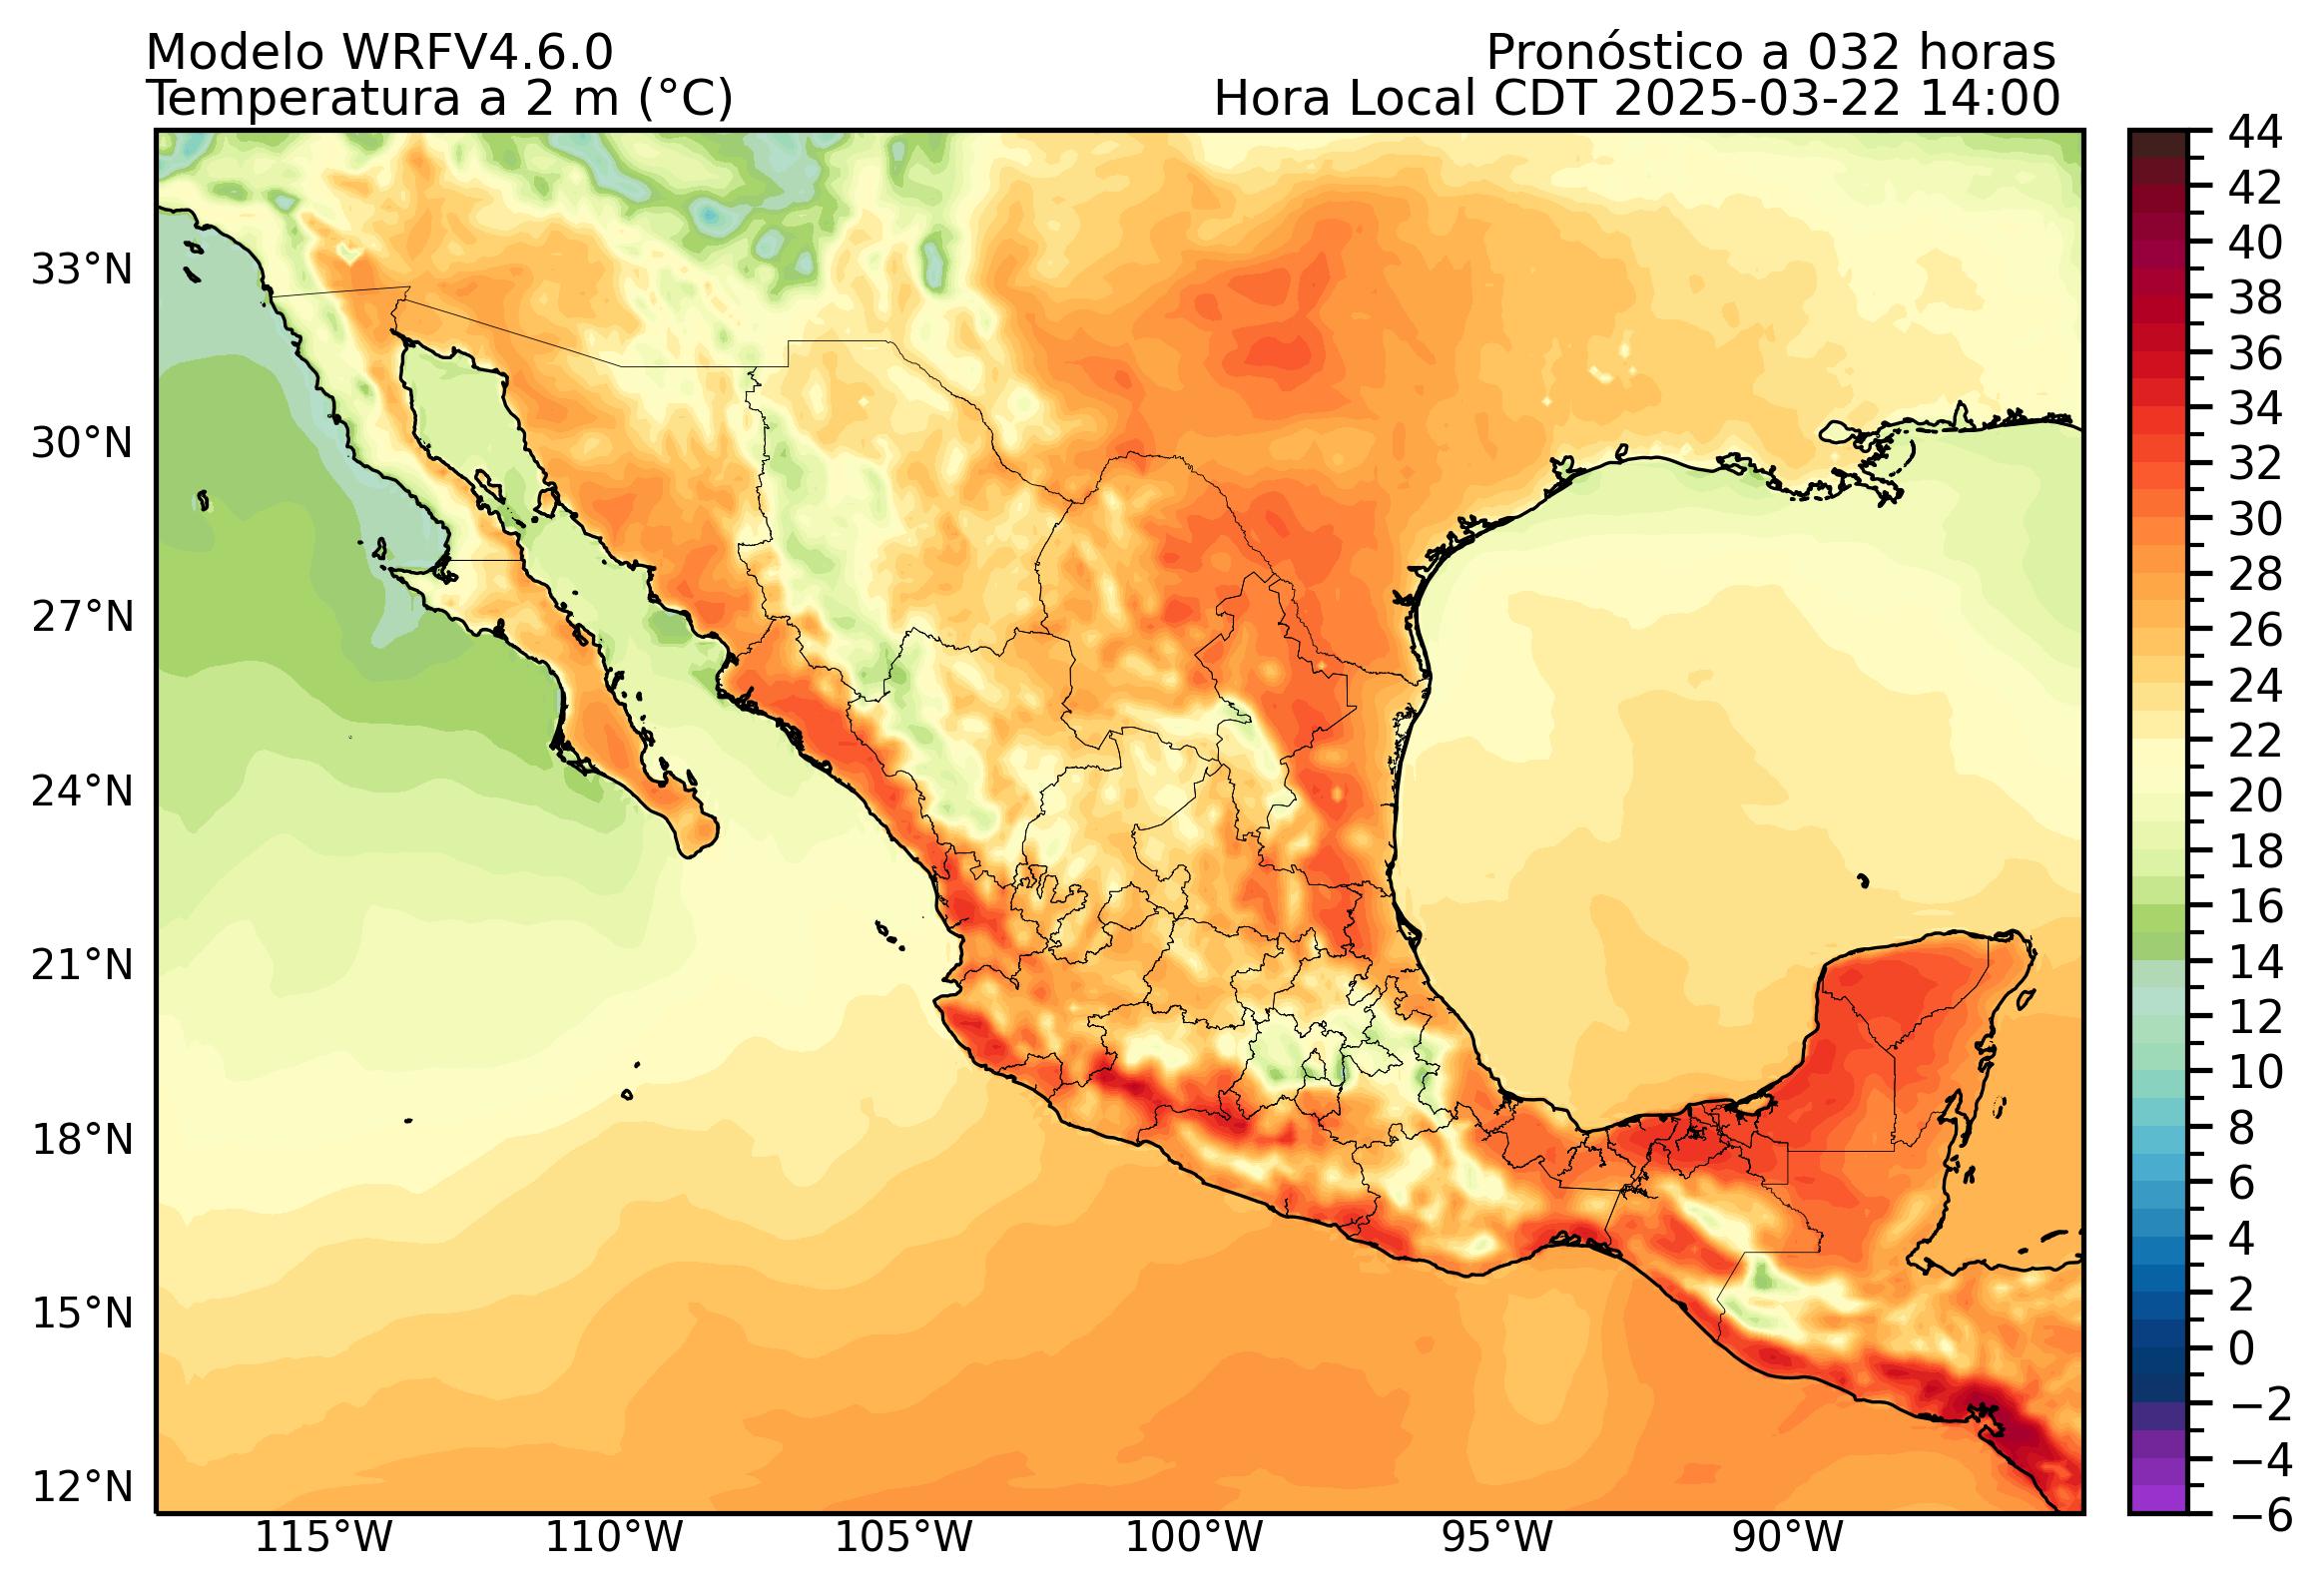 Modelo WRFV4.6.0
Pronóstico a 032 horas
Temperatura a 2 m (°C)
Hora Local CDT 2025-03-22 14:00
44
42
40
38
36
34
32
30
28
26
24
22
20
18
16
14
12
10
8
6
4
2
0
−2
−4
−6
33°N
30°N
27°N
24°N
21°N
18°N
15°N
12°N
115°W 110°W 105°W 100°W 95°W 90°W